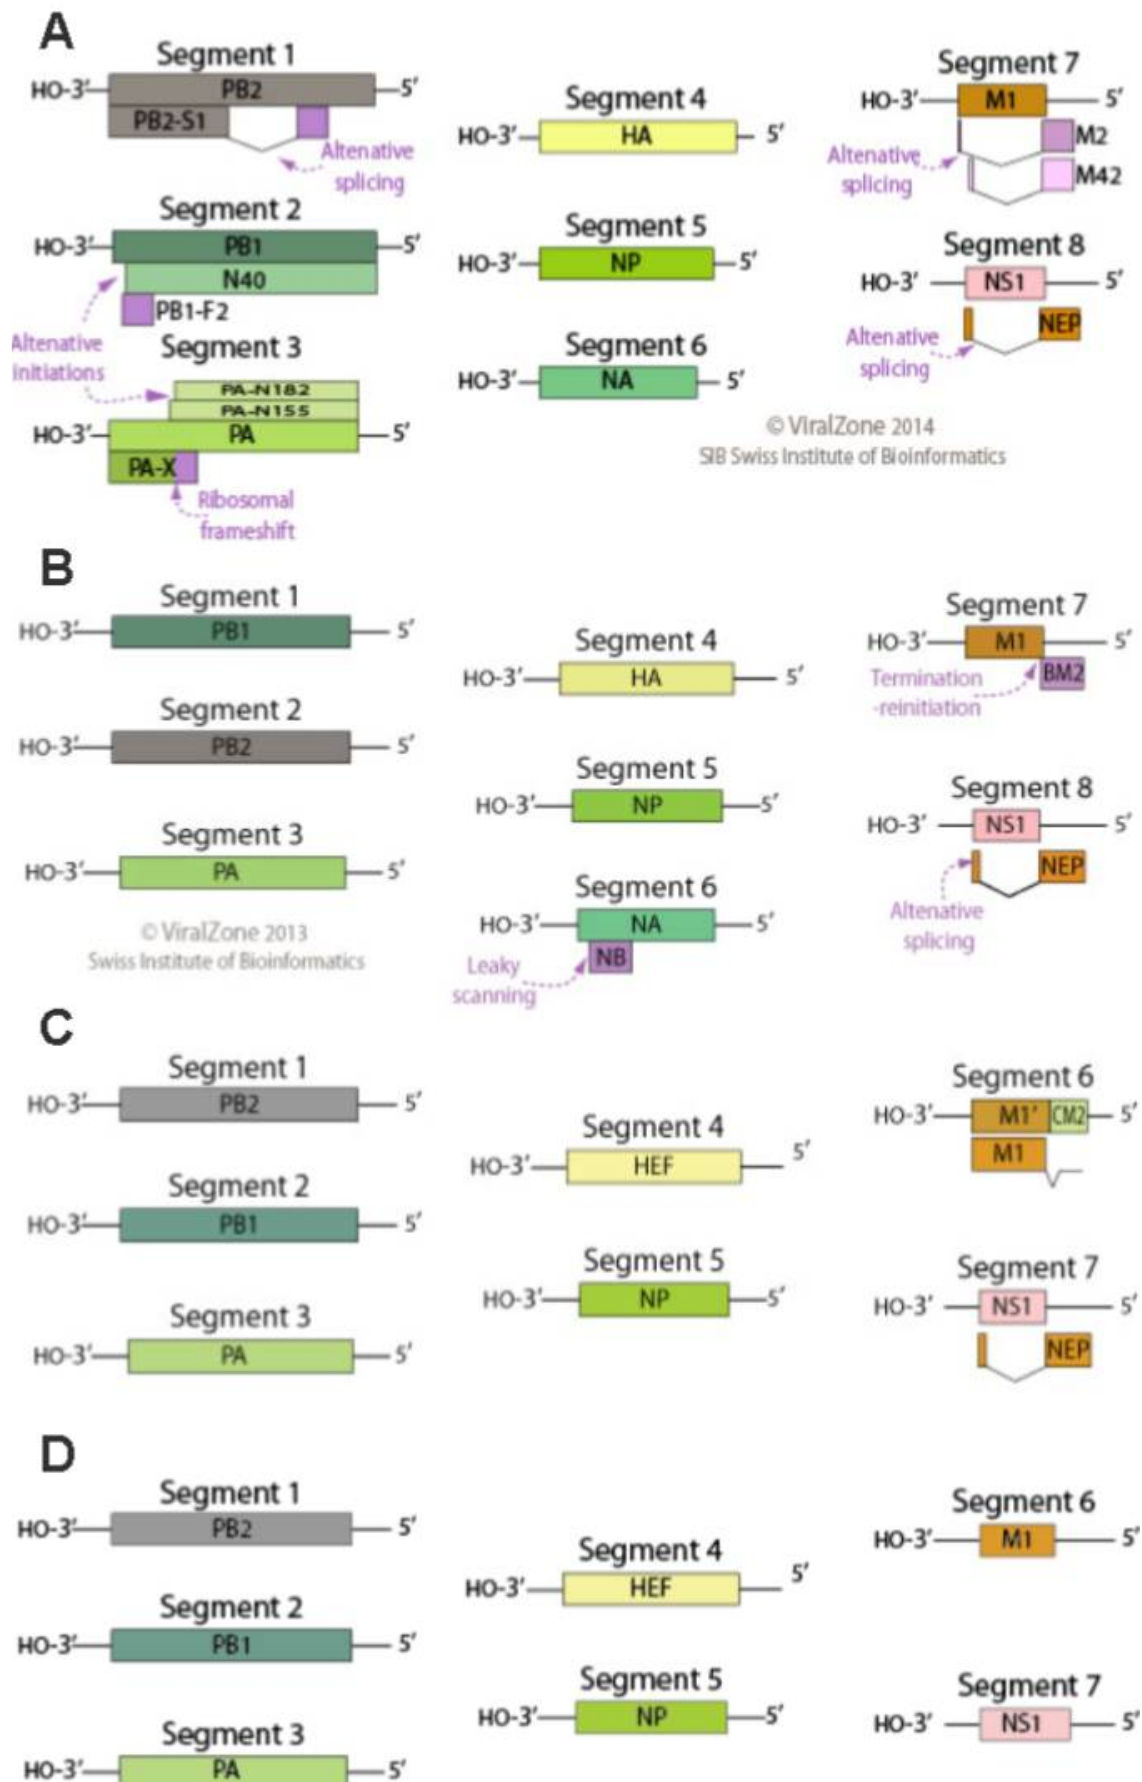 A
Segment 1
HO-3' PB2 5'
PB2-S1
Altenative
splicing
Segment 2
HO-3' PB1 5'
N40
PB1-F2
Altenative
initiations
Segment 3
PA-N182
PA-N155
HO-3' PA 5'
PA-X
Ribosomal
frameshift
Segment 4
HO-3' HA 5'
Segment 5
HO-3' NP 5'
Segment 6
HO-3' NA 5'
Segment 7
HO-3' M1 5'
M2
Altenative
splicing
M42
Segment 8
HO-3' NS1 5'
NEP
Altenative
splicing
© ViralZone 2014
SIB Swiss Institute of Bioinformatics
B
Segment 1
HO-3' PB1 5'
Segment 2
HO-3' PB2 5'
Segment 3
HO-3' PA 5'
© ViralZone 2013
Swiss Institute of Bioinformatics
Segment 4
HO-3' HA 5'
Segment 5
HO-3' NP 5'
Segment 6
HO-3' NA 5'
NB
Leaky
scanning
Segment 7
HO-3' M1 5'
BM2
Termination
-reinitiation
Segment 8
HO-3' NS1 5'
NEP
Altenative
splicing
C
Segment 1
HO-3' PB2 5'
Segment 2
HO-3' PB1 5'
Segment 3
HO-3' PA 5'
Segment 4
HO-3' HEF 5'
Segment 5
HO-3' NP 5'
Segment 6
HO-3' M1' CM2 5'
M1
Segment 7
HO-3' NS1 5'
NEP
D
Segment 1
HO-3' PB2 5'
Segment 2
HO-3' PB1 5'
Segment 3
HO-3' PA 5'
Segment 4
HO-3' HEF 5'
Segment 5
HO-3' NP 5'
Segment 6
HO-3' M1 5'
Segment 7
HO-3' NS1 5'